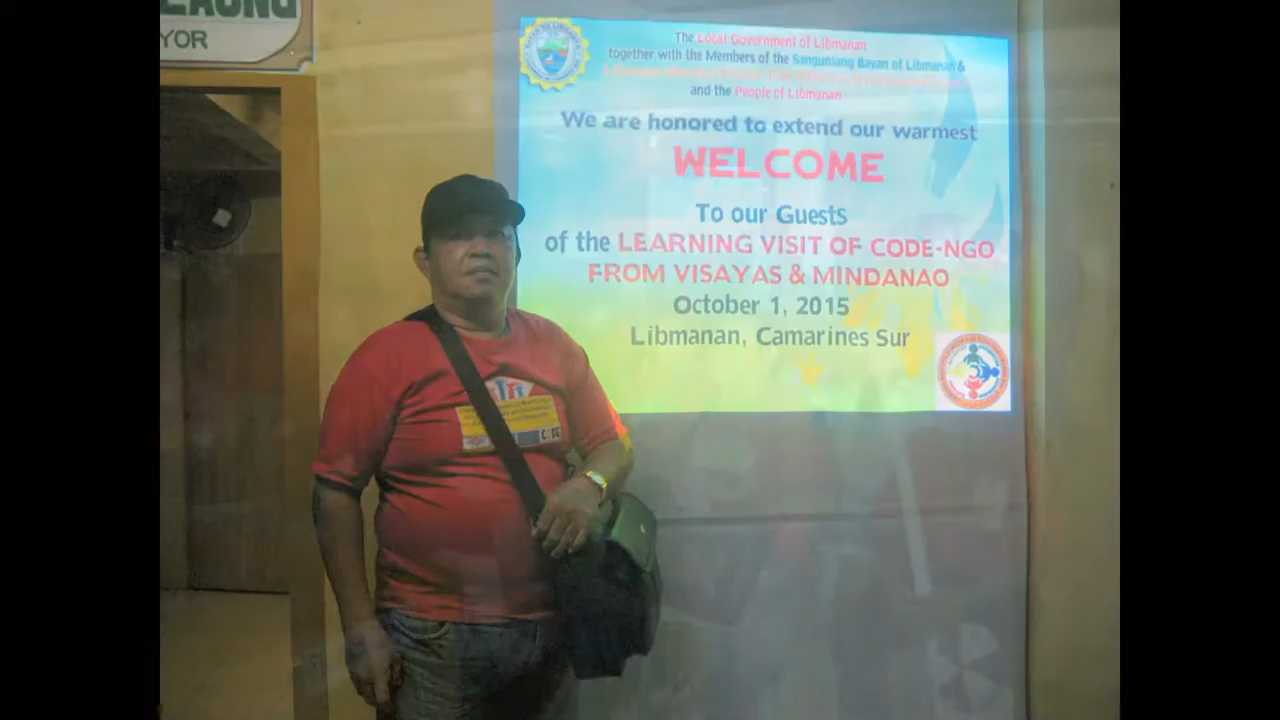 YOR
The Local Government of Libmanan
together with the Members of the Sangguniang Bayan of Libmanan &
and the People of Libmanan
We are honored to extend our warmest
WELCOME
To our Guests
of the LEARNING VISIT OF CODE-NGO
FROM VISAYAS & MINDANAO
October 1, 2015
Libmanan, Camarines Sur